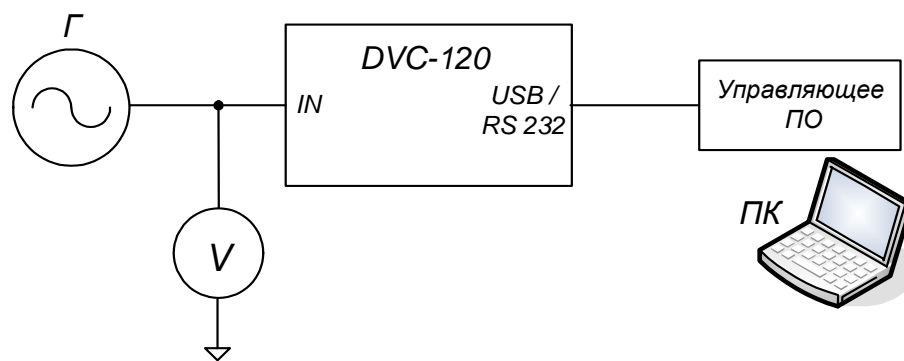 Г
DVC-120
IN
USB /
RS 232
Управляющее
ПО
ПК
V